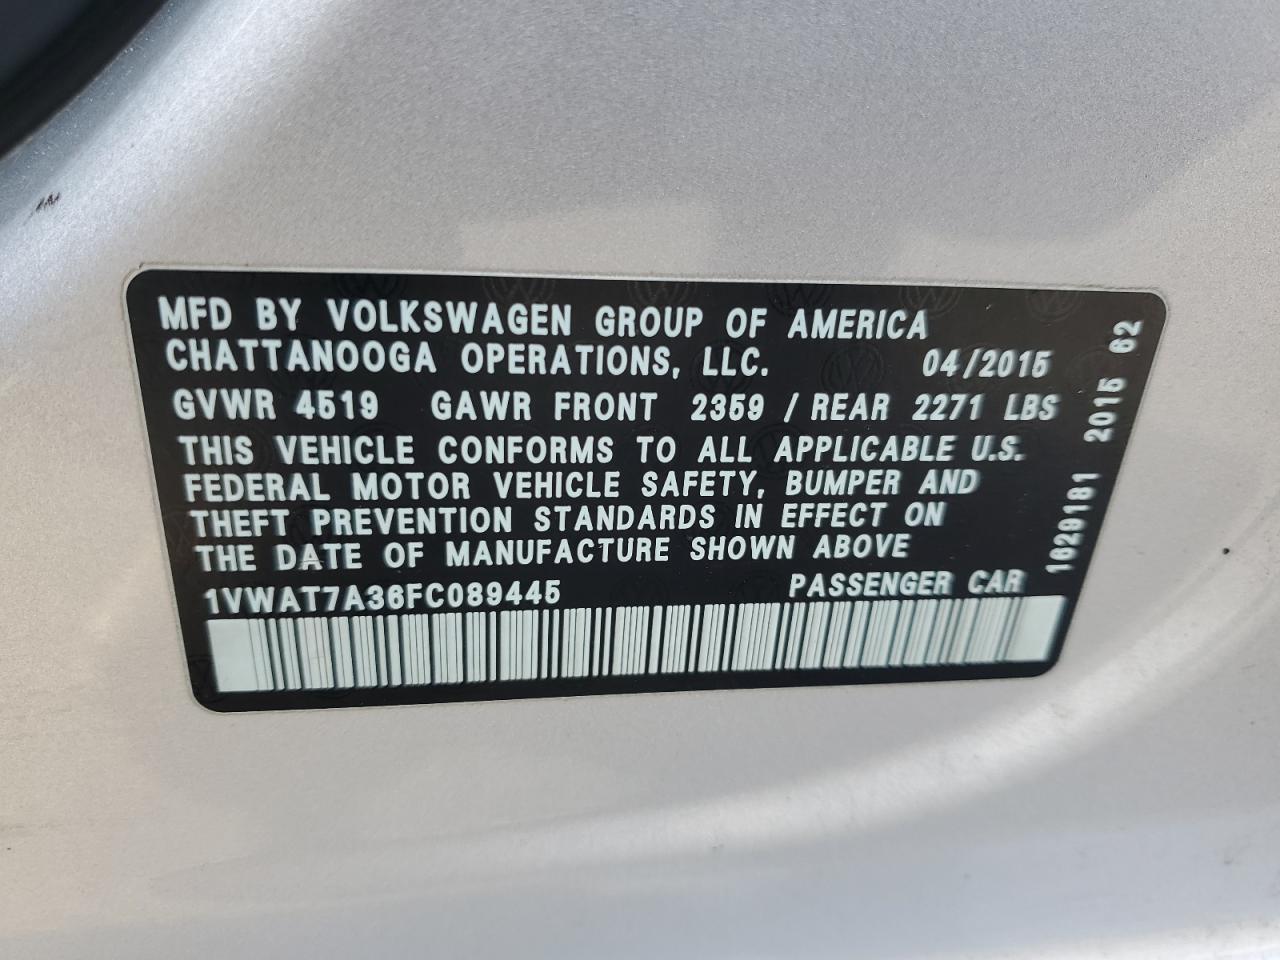 MFD BY VOLKSWAGEN GROUP OF AMERICA
CHATTANOOGA OPERATIONS, LLC. 04/2015
GVWR 4519 GAWR FRONT 2359 / REAR 2271 LBS
THIS VEHICLE CONFORMS TO ALL APPLICABLE U.S.
FEDERAL MOTOR VEHICLE SAFETY, BUMPER AND
THEFT PREVENTION STANDARDS IN EFFECT ON
THE DATE OF MANUFACTURE SHOWN ABOVE
1VWAT7A36FC089445 PASSENGER CAR
1629181 2015 62